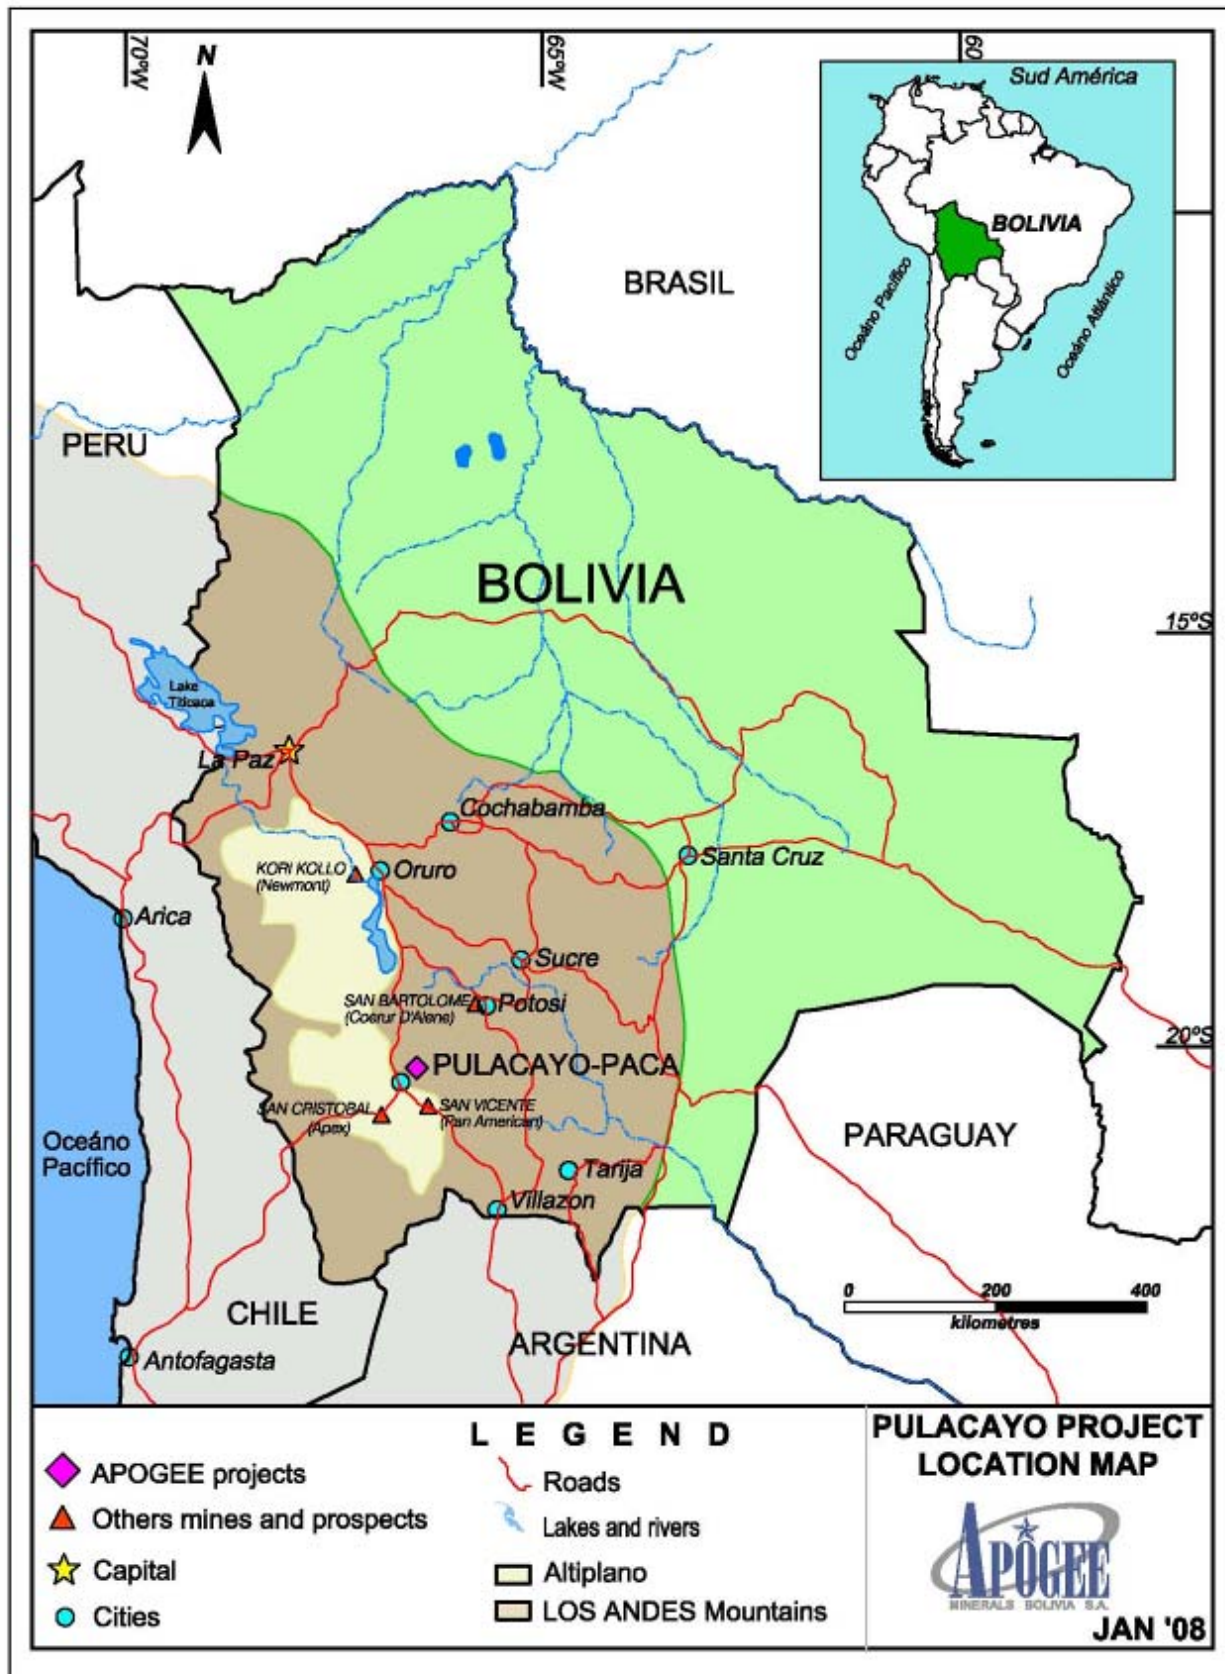 70ºW
65ºW
60
N
Sud América
BOLIVIA
Oceáno Pacífico
Oceáno Atlántico
BRASIL
PERU
BOLIVIA
15ºS
Lake
Titicaca
La Paz
Cochabamba
KORI KOLLO
(Newmont)
Oruro
Santa Cruz
Arica
Sucre
SAN BARTOLOME
(Coerur D'Alene)
Potosi
20ºS
PULACAYO-PACA
SAN CRISTOBAL
(Apex)
SAN VICENTE
(Pan American)
Oceáno
Pacífico
PARAGUAY
Tarija
Villazon
0 200 400
kilometres
CHILE
ARGENTINA
Antofagasta
LEGEND
APOGEE projects
Others mines and prospects
Capital
Cities
Roads
Lakes and rivers
Altiplano
LOS ANDES Mountains
PULACAYO PROJECT
LOCATION MAP
APOGEE
MINERALS BOLIVIA S.A.
JAN '08